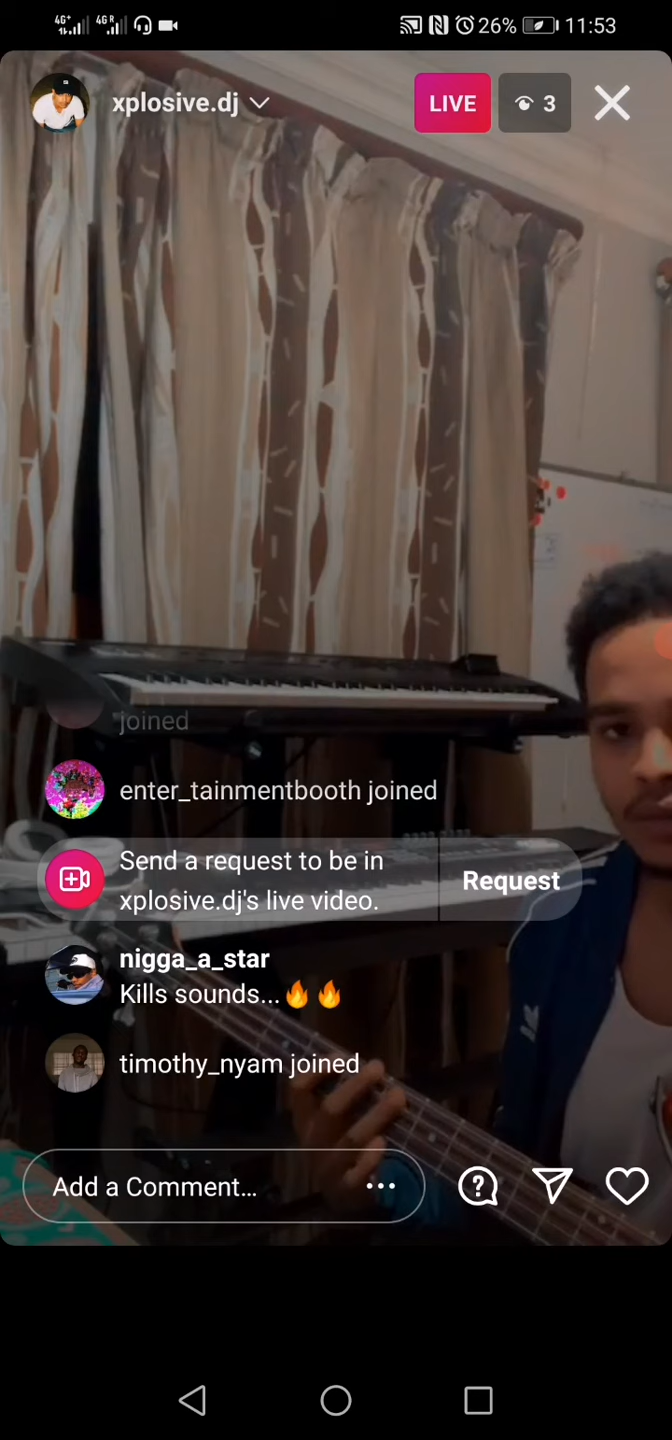 4G+ 4G R 26% 11:53
xplosive.dj LIVE 3
joined
enter_tainmentbooth joined
Send a request to be in
xplosive.dj's live video.
Request
nigga_a_star
Kills sounds...🔥🔥
timothy_nyam joined
Add a Comment...